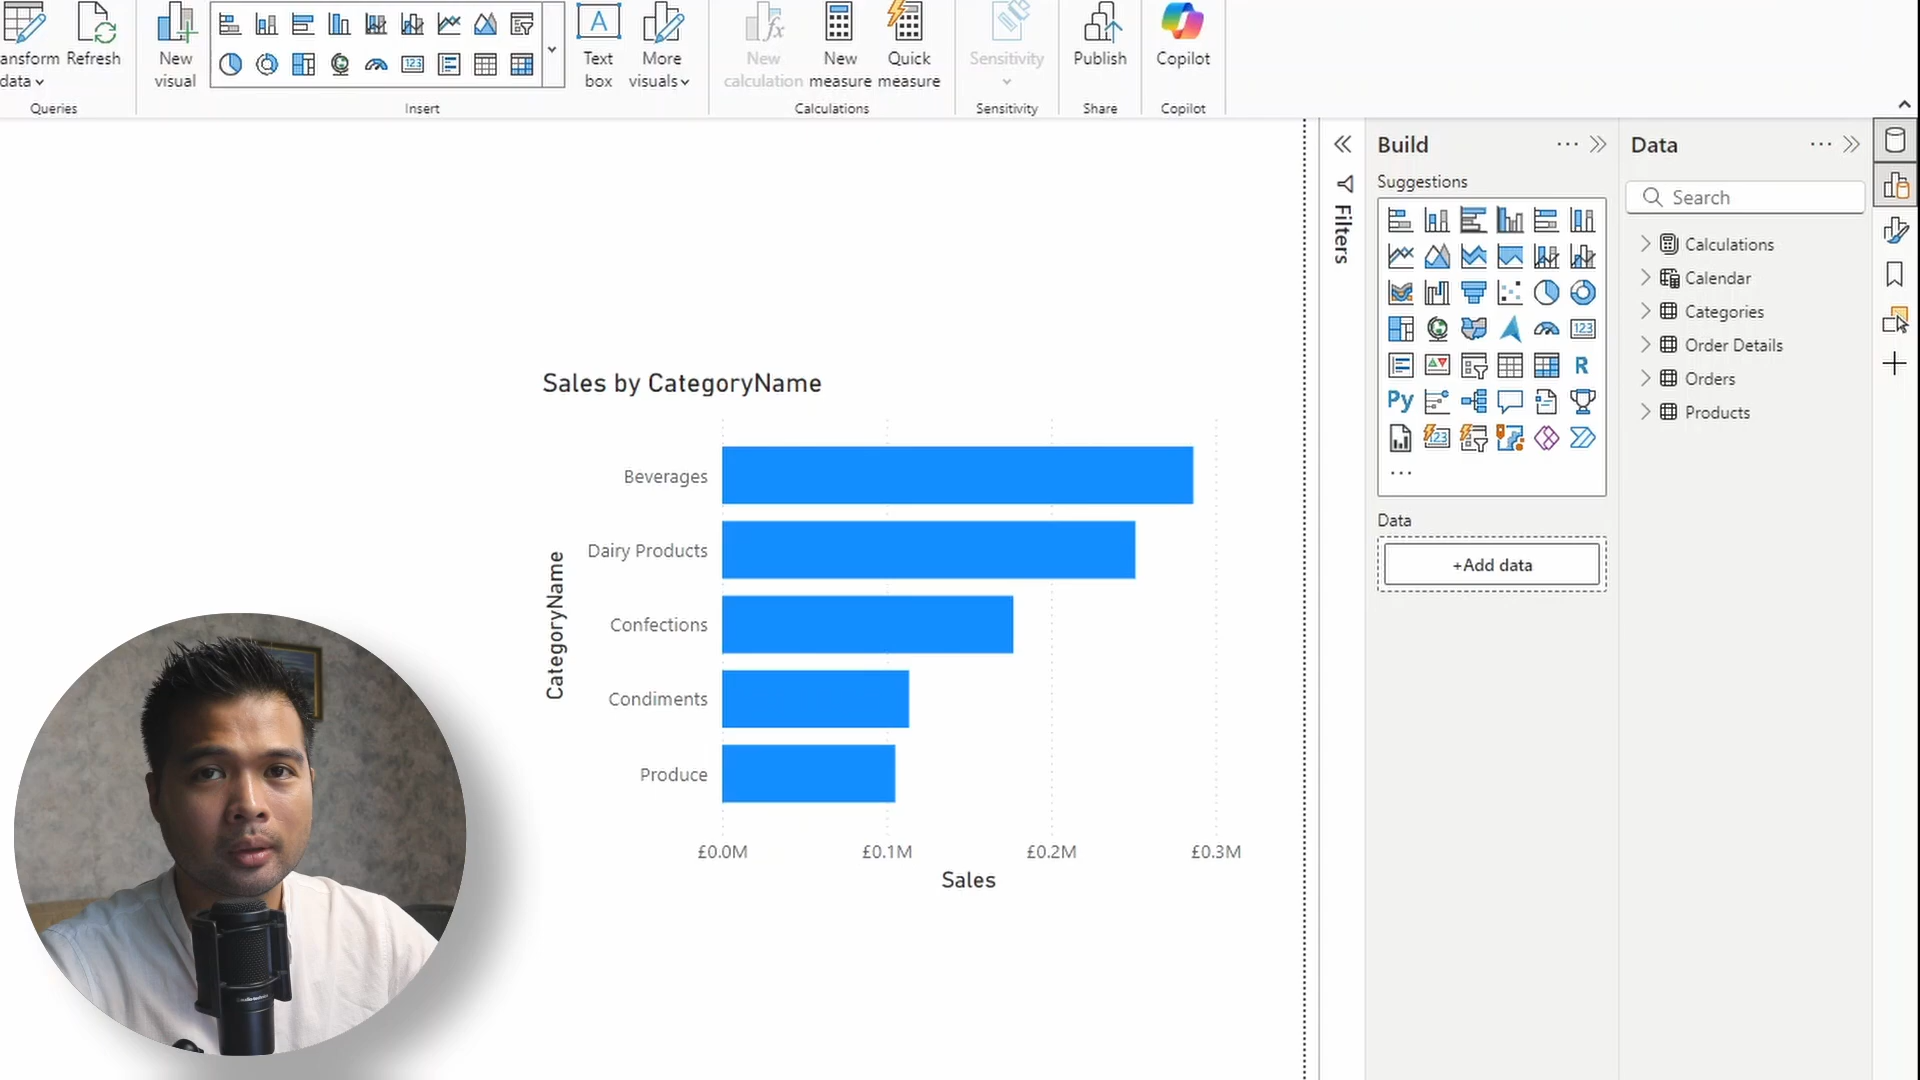 ansform
data
Refresh
Queries
New
visual
Text
box
More
visuals
Insert
New
calculation
New
measure
Quick
measure
Calculations
Sensitivity
Sensitivity
Publish
Share
Copilot
Copilot
Filters
Build
Suggestions
123
R
Py
123
Data
+Add data
Data
Search
Calculations
Calendar
Categories
Order Details
Orders
Products
Sales by CategoryName
CategoryName
Beverages
Dairy Products
Confections
Condiments
Produce
£0.0M
£0.1M
£0.2M
£0.3M
Sales